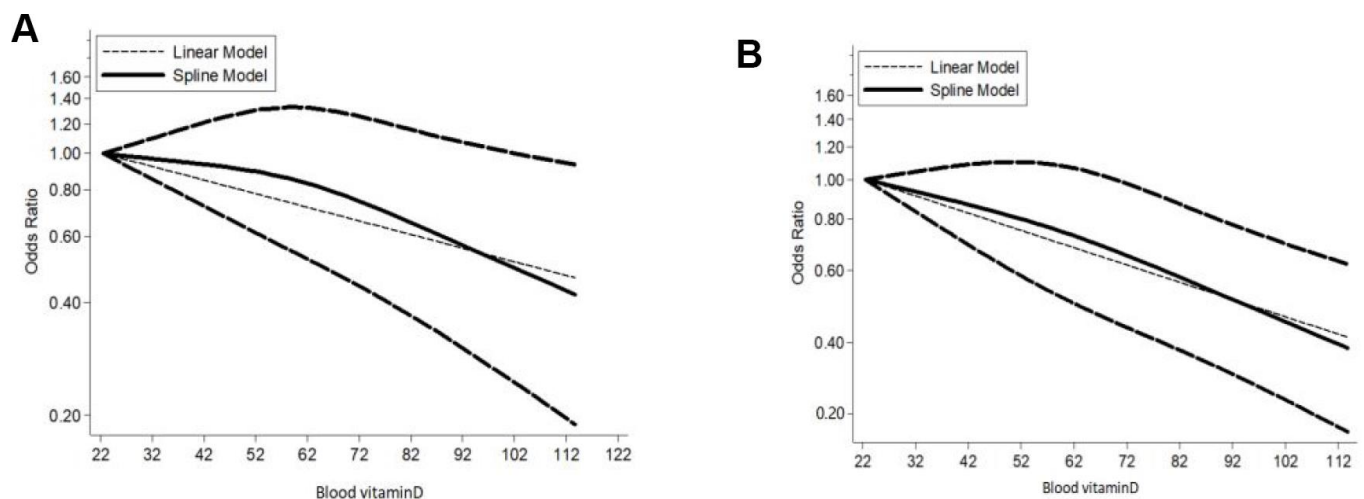 A
Linear Model
Spline Model
1.60
1.40
1.20
1.00
0.80
0.60
0.40
0.20
Odds Ratio
22 32 42 52 62 72 82 92 102 112 122
Blood vitaminD
B
Linear Model
Spline Model
1.60
1.40
1.20
1.00
0.80
0.60
0.40
0.20
Odds Ratio
22 32 42 52 62 72 82 92 102 112
Blood vitaminD